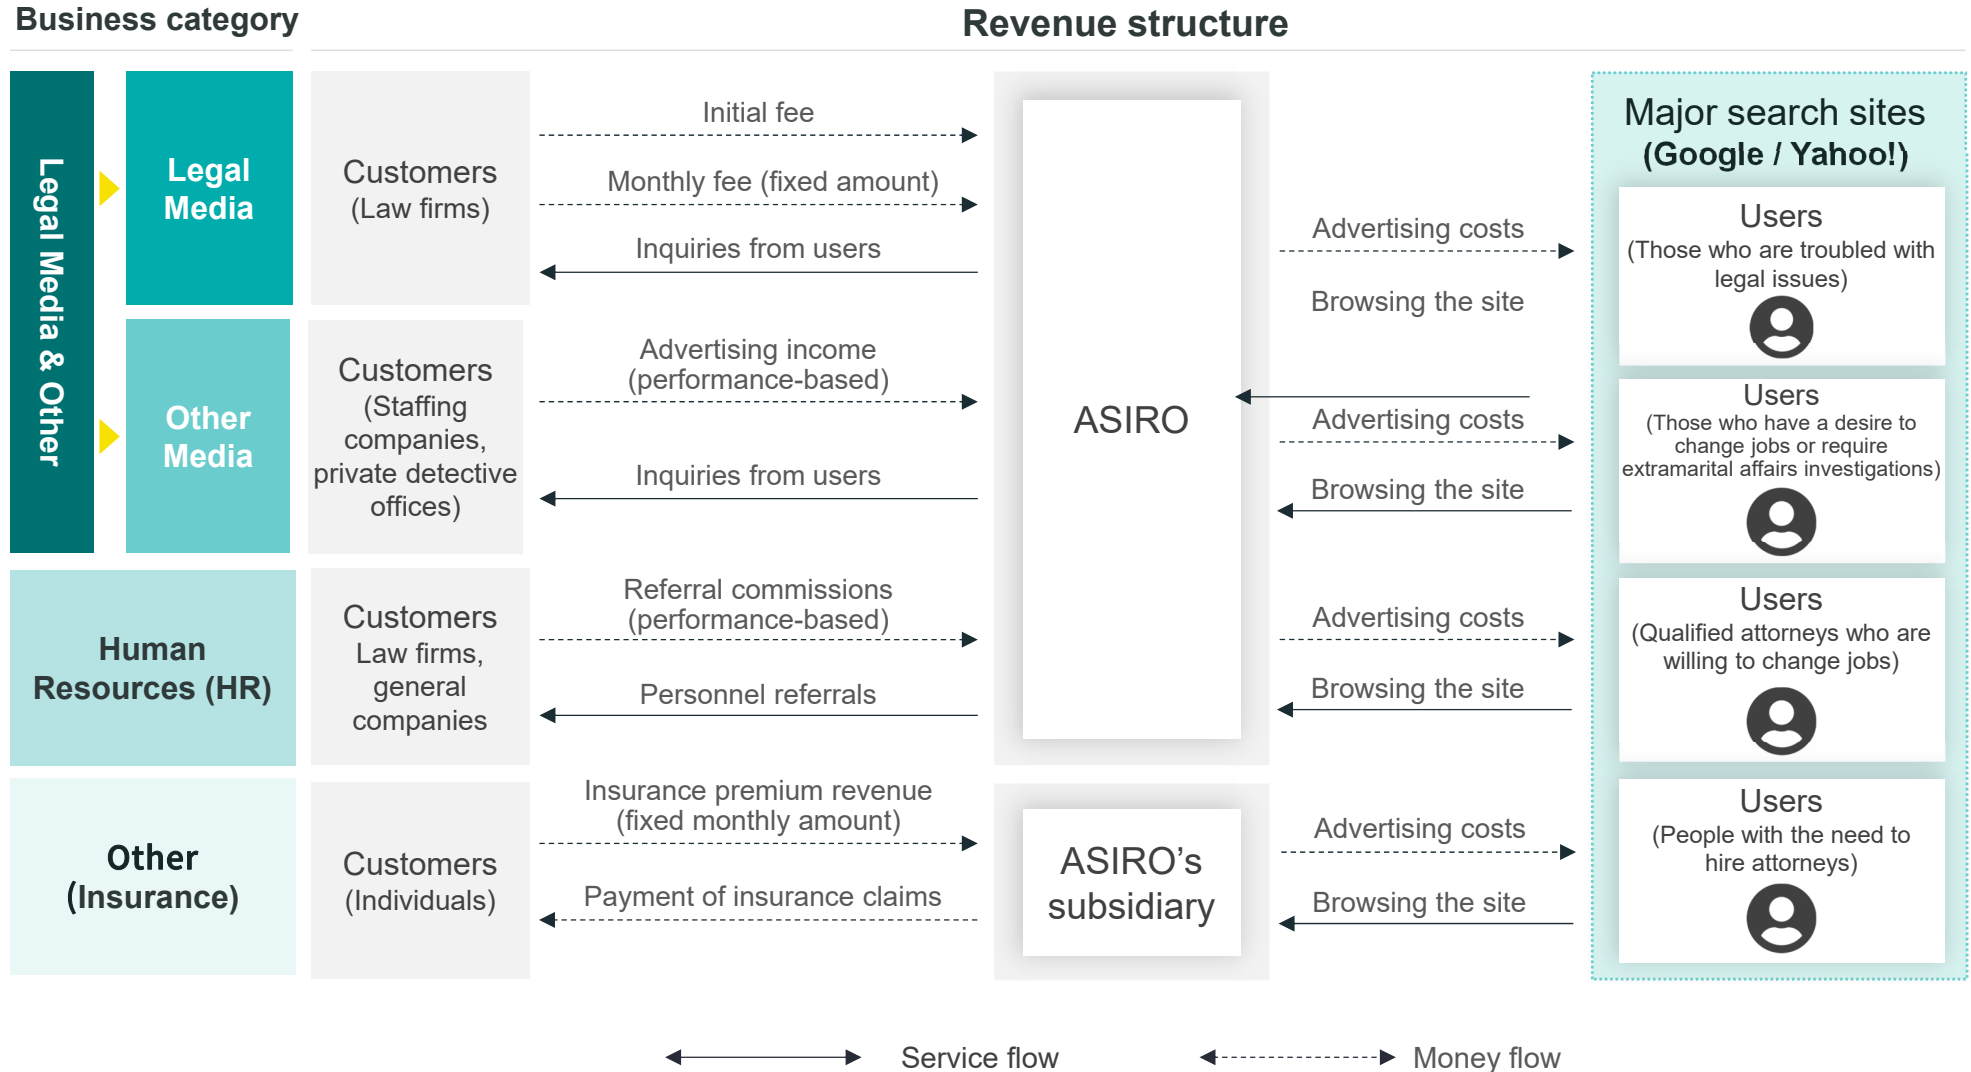 Business category
Revenue structure
Legal Media & Other
Legal
Media
Customers
(Law firms)
Initial fee
Monthly fee (fixed amount)
Inquiries from users
Other
Media
Customers
(Staffing
companies,
private detective
offices)
Advertising income
(performance-based)
Inquiries from users
Human
Resources (HR)
Customers
Law firms,
general
companies
Referral commissions
(performance-based)
Personnel referrals
Other
(Insurance)
Customers
(Individuals)
Insurance premium revenue
(fixed monthly amount)
Payment of insurance claims
ASIRO
ASIRO’s
subsidiary
Advertising costs
Browsing the site
Advertising costs
Browsing the site
Advertising costs
Browsing the site
Advertising costs
Browsing the site
Major search sites
(Google / Yahoo!)
Users
(Those who are troubled with
legal issues)
Users
(Those who have a desire to
change jobs or require
extramarital affairs investigations)
Users
(Qualified attorneys who are
willing to change jobs)
Users
(People with the need to
hire attorneys)
Service flow
Money flow